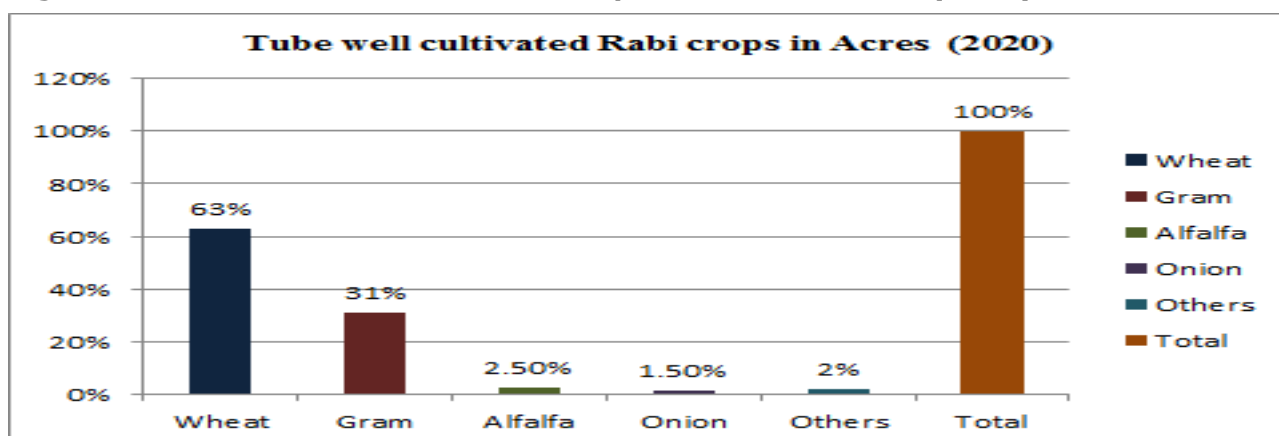 Tube well cultivated Rabi crops in Acres (2020)
120%
100%
80%
60%
40%
20%
0%
63%
31%
2.50%
1.50%
2%
100%
Wheat Gram Alfalfa Onion Others Total
Wheat
Gram
Alfalfa
Onion
Others
Total